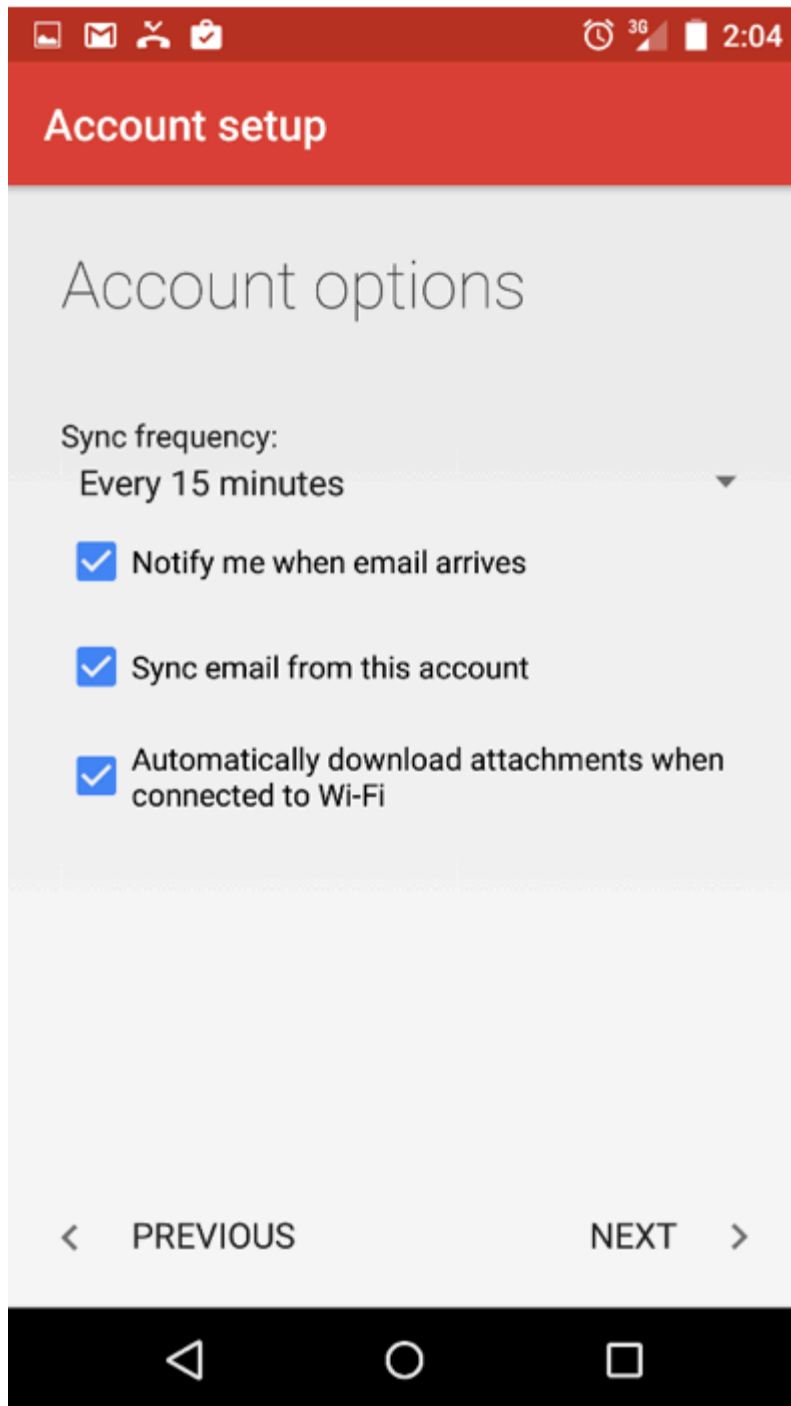 3G 2:04
Account setup
Account options
Sync frequency:
Every 15 minutes
Notify me when email arrives
Sync email from this account
Automatically download attachments when
connected to Wi-Fi
PREVIOUS NEXT